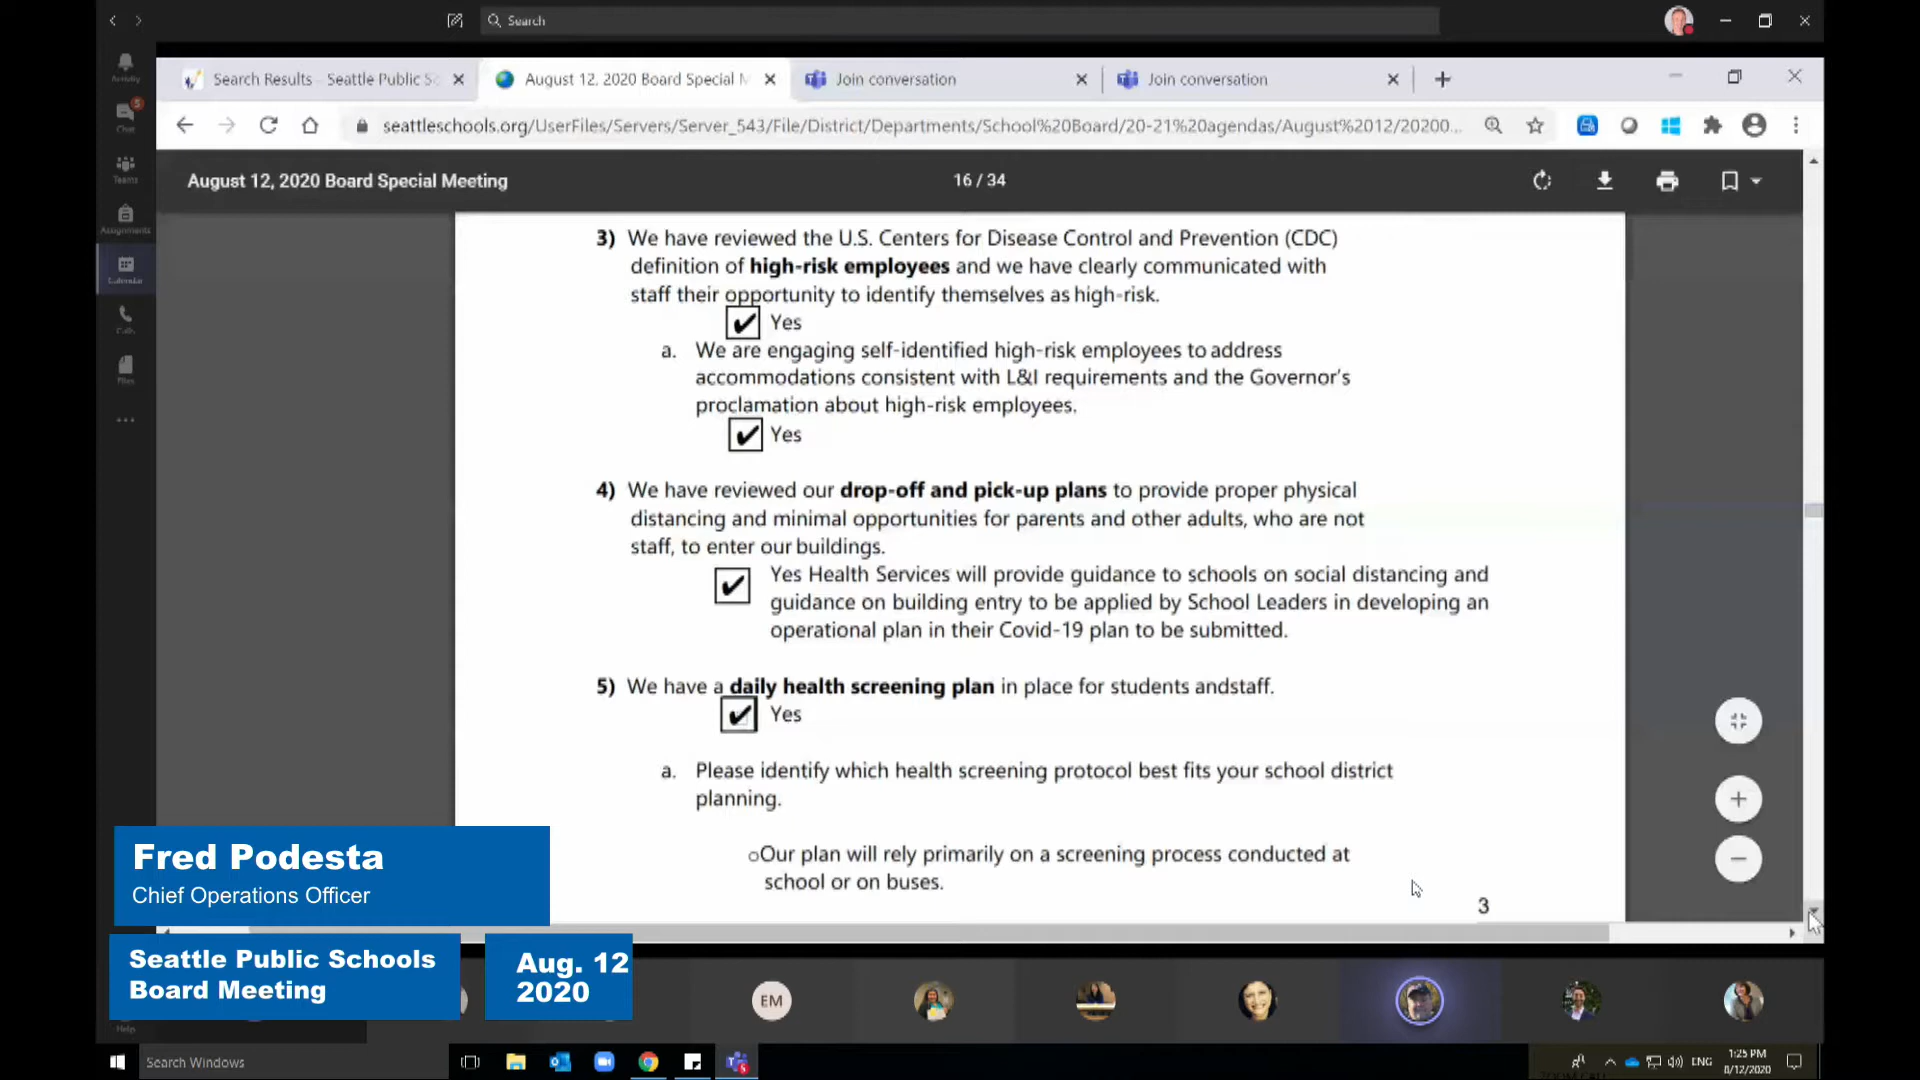 Search
Activity
Chat
5
Teams
Assignments
Calendar
Calls
Files
Search Results - Seattle Public Sc
August 12, 2020 Board Special M
Join conversation
Join conversation
seattleschools.org/UserFiles/Servers/Server_543/File/District/Departments/School%20Board/20-21%20agendas/August%2012/20200...
August 12, 2020 Board Special Meeting
16 / 34
3) We have reviewed the U.S. Centers for Disease Control and Prevention (CDC)
definition of high-risk employees and we have clearly communicated with
staff their opportunity to identify themselves as high-risk.
✔ Yes
a. We are engaging self-identified high-risk employees to address
accommodations consistent with L&I requirements and the Governor's
proclamation about high-risk employees.
✔ Yes
4) We have reviewed our drop-off and pick-up plans to provide proper physical
distancing and minimal opportunities for parents and other adults, who are not
staff, to enter our buildings.
✔ Yes Health Services will provide guidance to schools on social distancing and
guidance on building entry to be applied by School Leaders in developing an
operational plan in their Covid-19 plan to be submitted.
5) We have a daily health screening plan in place for students andstaff.
✔ Yes
a. Please identify which health screening protocol best fits your school district
planning.
oOur plan will rely primarily on a screening process conducted at
school or on buses.
3
Fred Podesta
Chief Operations Officer
Seattle Public Schools
Board Meeting
Aug. 12
2020
EM
Help
Search Windows
ENG
1:25 PM
8/12/2020